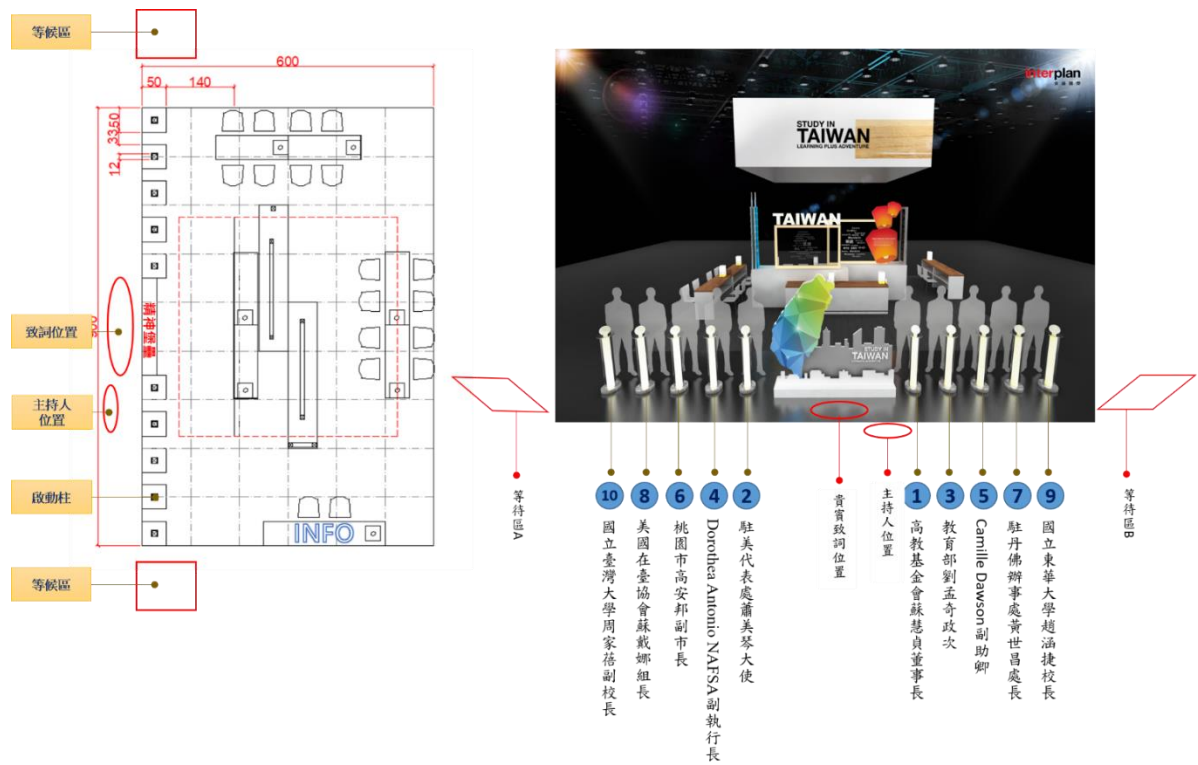 等候區
600
50
140
50
33
12
致詞位置
精神堡壘
主持人
位置
啟動柱
INFO
等候區
interplan
STUDY IN
TAIWAN
LEARNING PLUS ADVENTURE
TAIWAN
STUDY IN
TAIWAN
等待區A
10
國立臺灣大學周家蓓副校長
8
美國在臺協會蘇戴娜組長
6
桃園市高安邦副市長
4
Dorothea Antonio NAFSA副執行長
2
駐美代表處蕭美琴大使
貴賓致詞位置
主持人位置
1
高教基金會蘇慧貞董事長
3
教育部劉孟奇政次
5
Camille Dawson副助卿
7
駐丹佛辦事處黃世昌處長
9
國立東華大學趙涵捷校長
等待區B